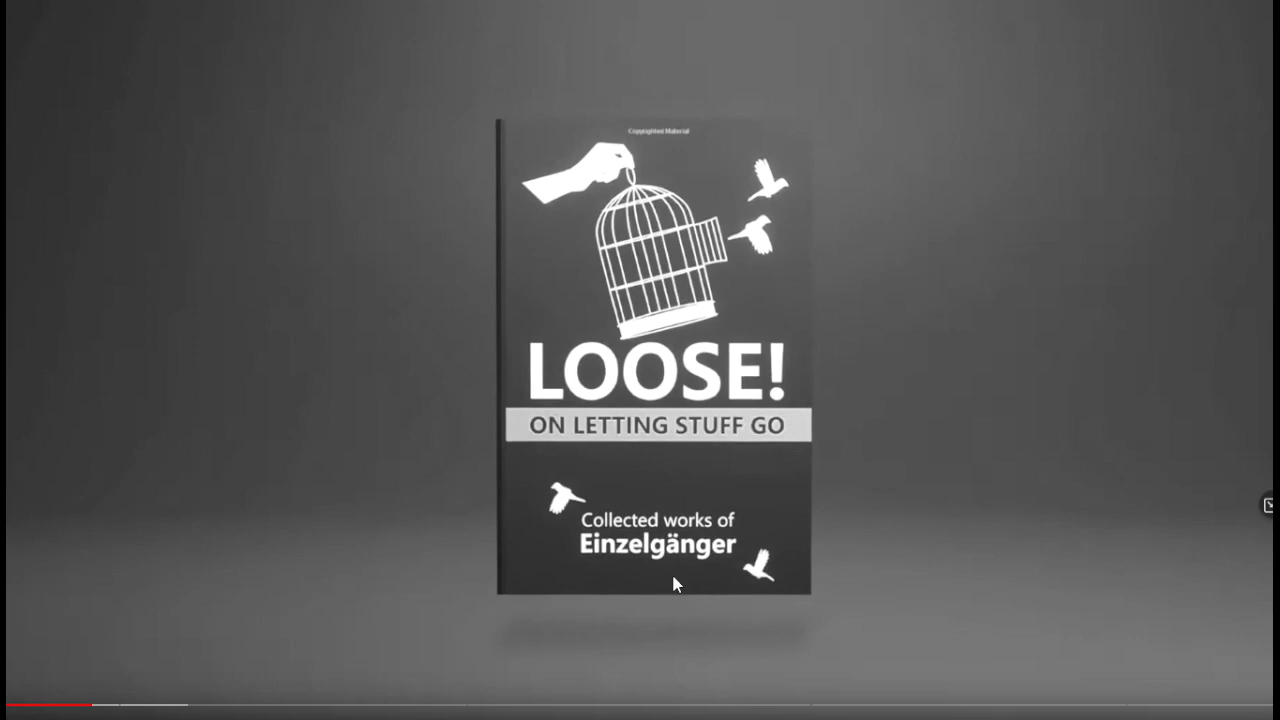 Copyrighted Material
LOOSE!
ON LETTING STUFF GO
Collected works of
Einzelgänger